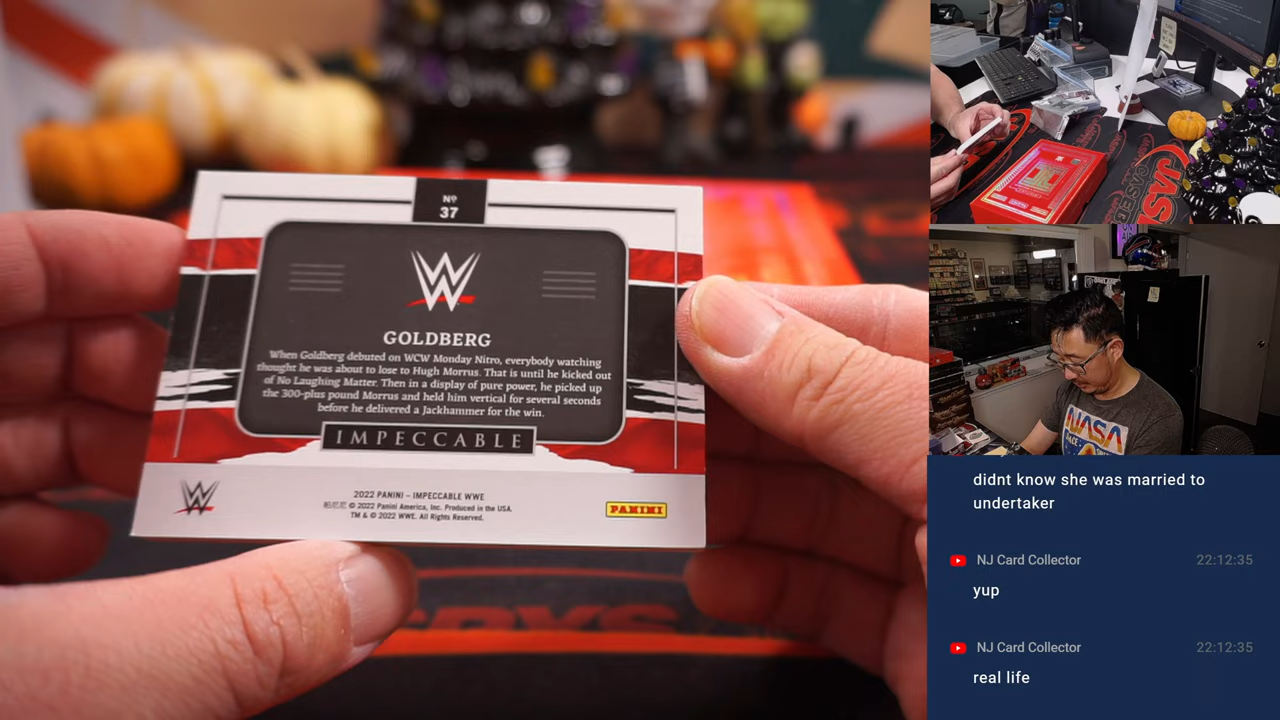 Nº
37
W
GOLDBERG
When Goldberg debuted on WCW Monday Nitro, everybody watching
thought he was about to lose to Hugh Morrus. That is until he kicked out
of No Laughing Matter. Then in a display of pure power, he picked up
the 300-plus pound Morrus and held him vertical for several seconds
before he delivered a Jackhammer for the win.
IMPECCABLE
W
2022 PANINI – IMPECCABLE WWE
© 2022 Panini America, Inc. Produced in the USA.
TM & © 2022 WWE. All Rights Reserved.
PANINI
NASA
didnt know she was married to
undertaker
NJ Card Collector 22:12:35
yup
NJ Card Collector 22:12:35
real life